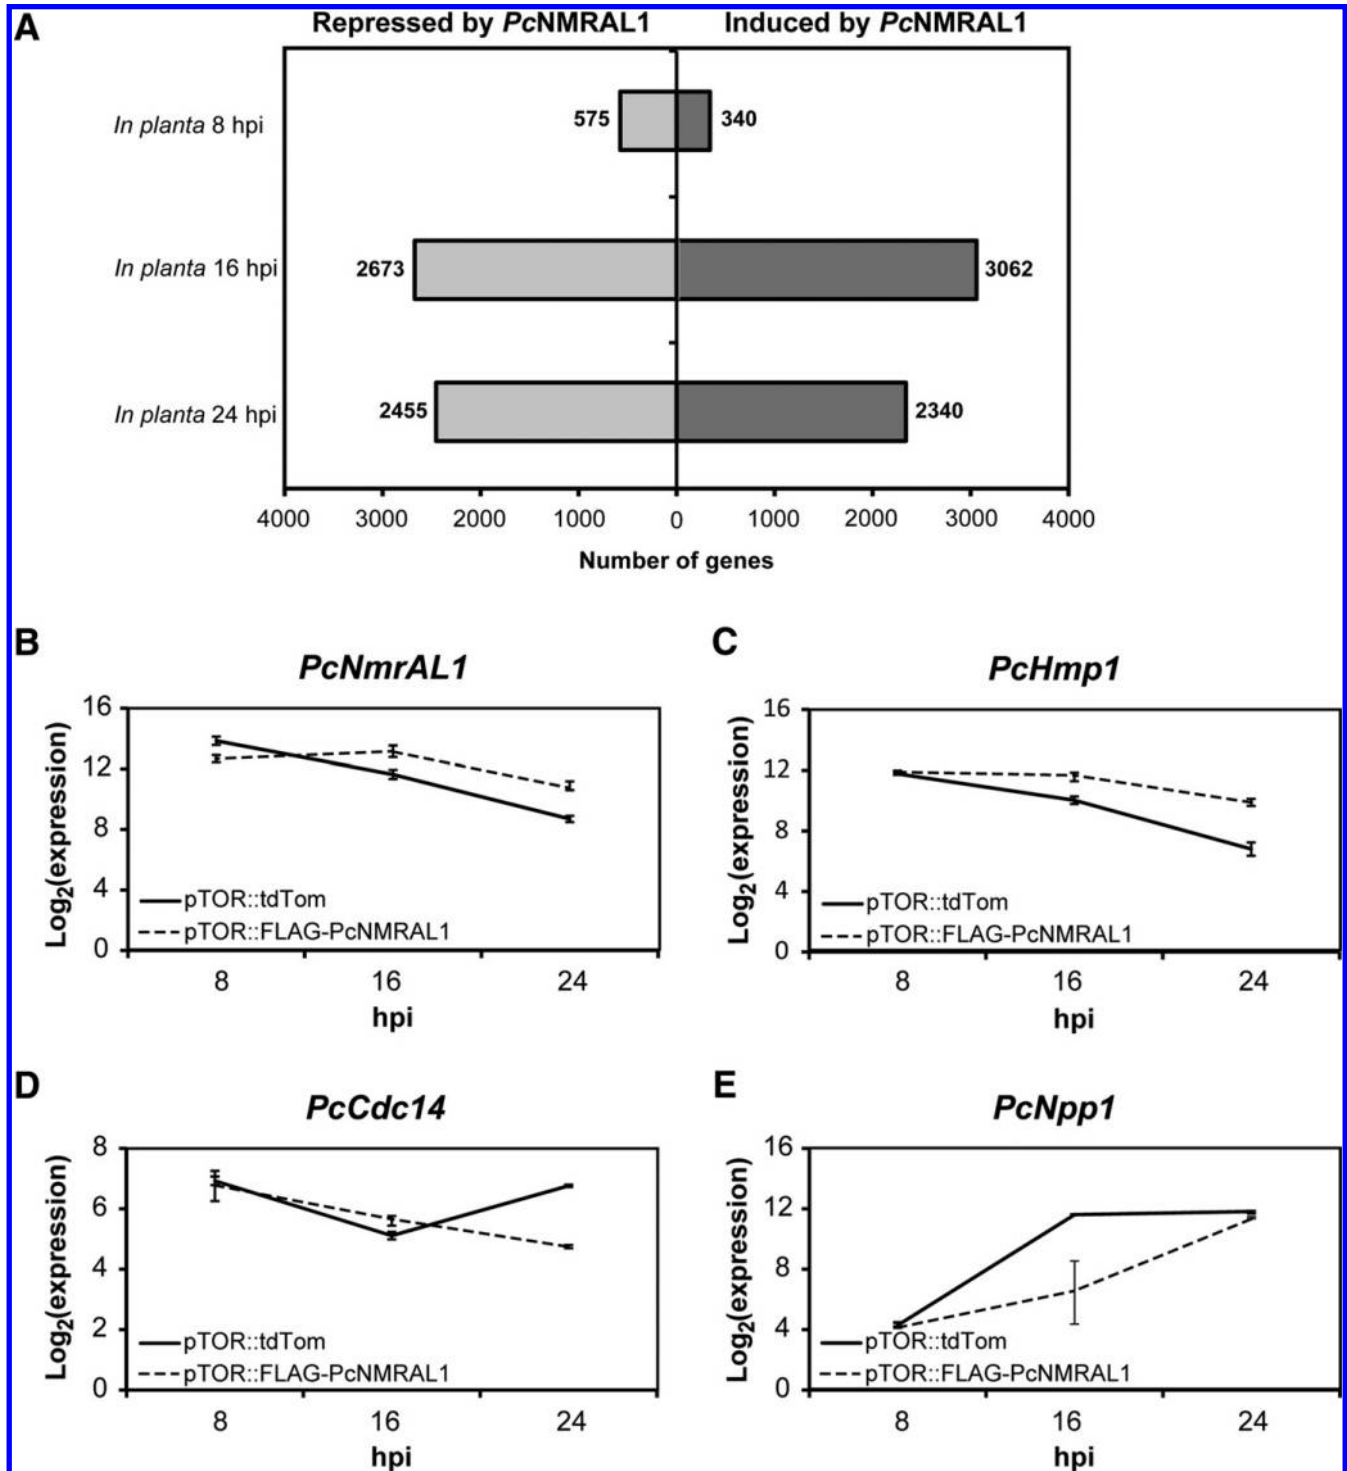 A
Repressed by PcNMRAL1 Induced by PcNMRAL1
In planta 8 hpi 575 340
In planta 16 hpi 2673 3062
In planta 24 hpi 2455 2340
4000 3000 2000 1000 0 1000 2000 3000 4000
Number of genes
B
PcNmrAL1
Log2(expression)
16
12
8
4
0
pTOR::tdTom
pTOR::FLAG-PcNMRAL1
8 16 24
hpi
C
PcHmp1
Log2(expression)
16
12
8
4
0
pTOR::tdTom
pTOR::FLAG-PcNMRAL1
8 16 24
hpi
D
PcCdc14
Log2(expression)
8
6
4
2
0
pTOR::tdTom
pTOR::FLAG-PcNMRAL1
8 16 24
hpi
E
PcNpp1
Log2(expression)
16
12
8
4
0
pTOR::tdTom
pTOR::FLAG-PcNMRAL1
8 16 24
hpi